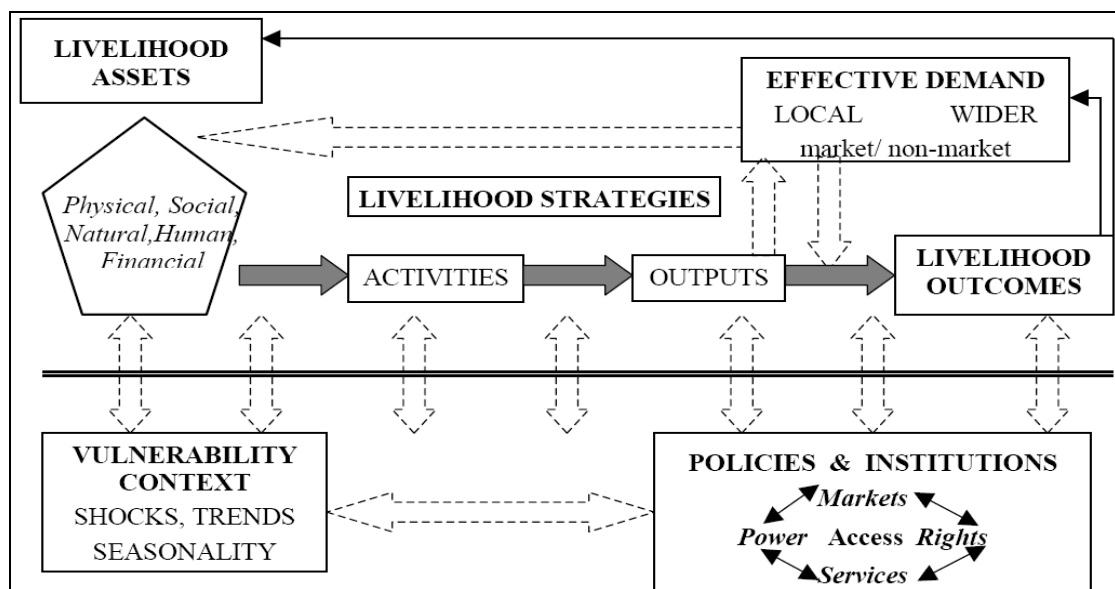 LIVELIHOOD
ASSETS
EFFECTIVE DEMAND
LOCAL WIDER
market/ non-market
Physical, Social,
Natural,Human,
Financial
LIVELIHOOD STRATEGIES
ACTIVITIES
OUTPUTS
LIVELIHOOD
OUTCOMES
VULNERABILITY
CONTEXT
SHOCKS, TRENDS
SEASONALITY
POLICIES & INSTITUTIONS
Markets
Power Access Rights
Services